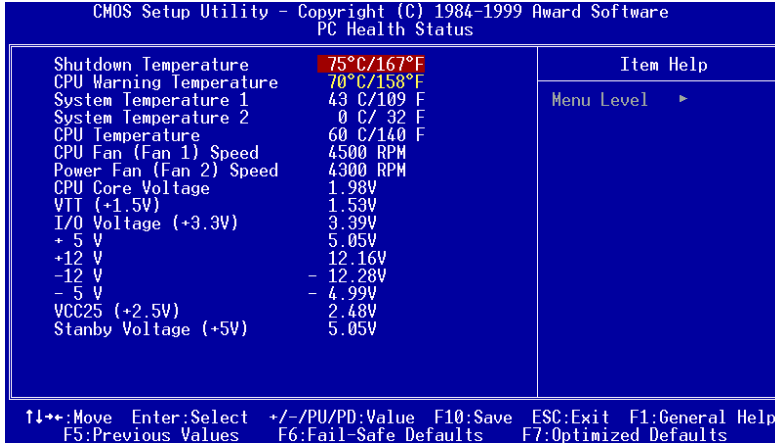 CMOS Setup Utility – Copyright (C) 1984-1999 Award Software
PC Health Status
Shutdown Temperature 75°C/167°F
CPU Warning Temperature 70°C/158°F
System Temperature 1 43 C/109 F
System Temperature 2 0 C/ 32 F
CPU Temperature 60 C/140 F
CPU Fan (Fan 1) Speed 4500 RPM
Power Fan (Fan 2) Speed 4300 RPM
CPU Core Voltage 1.98V
VTT (+1.5V) 1.53V
I/O Voltage (+3.3V) 3.39V
+ 5 V 5.05V
+12 V 12.16V
–12 V – 12.28V
– 5 V – 4.99V
VCC25 (+2.5V) 2.48V
Stanby Voltage (+5V) 5.05V
Item Help
Menu Level ▶
↑↓→←:Move Enter:Select +/-/PU/PD:Value F10:Save ESC:Exit F1:General Help
F5:Previous Values F6:Fail-Safe Defaults F7:Optimized Defaults